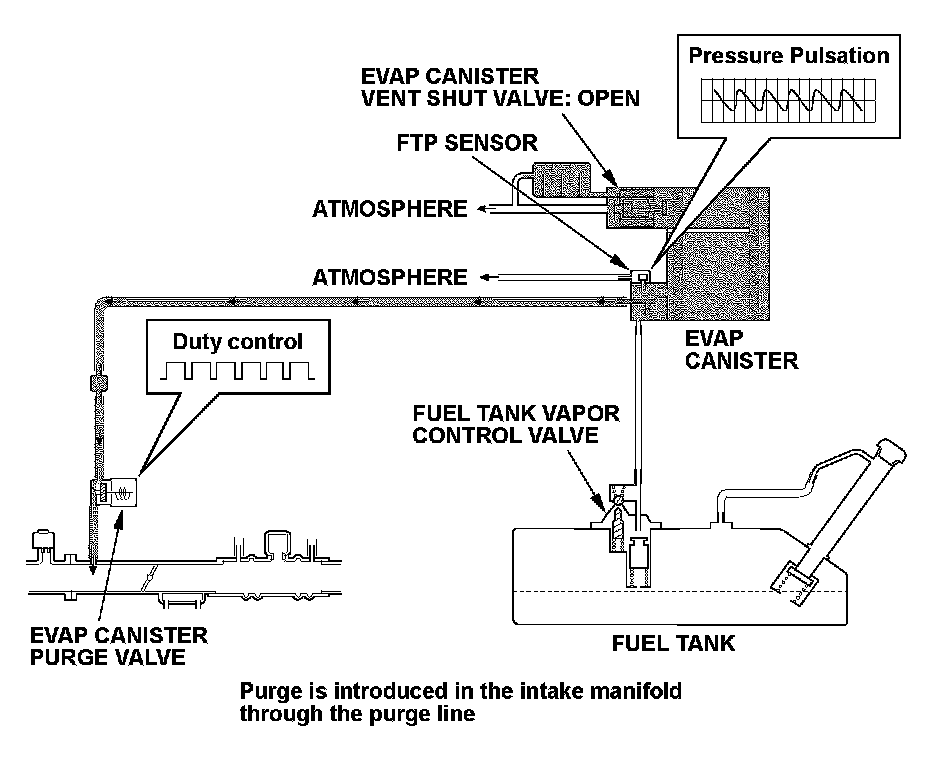 Pressure Pulsation
EVAP CANISTER
VENT SHUT VALVE: OPEN
FTP SENSOR
ATMOSPHERE
ATMOSPHERE
EVAP
CANISTER
Duty control
FUEL TANK VAPOR
CONTROL VALVE
EVAP CANISTER
PURGE VALVE
FUEL TANK
Purge is introduced in the intake manifold
through the purge line